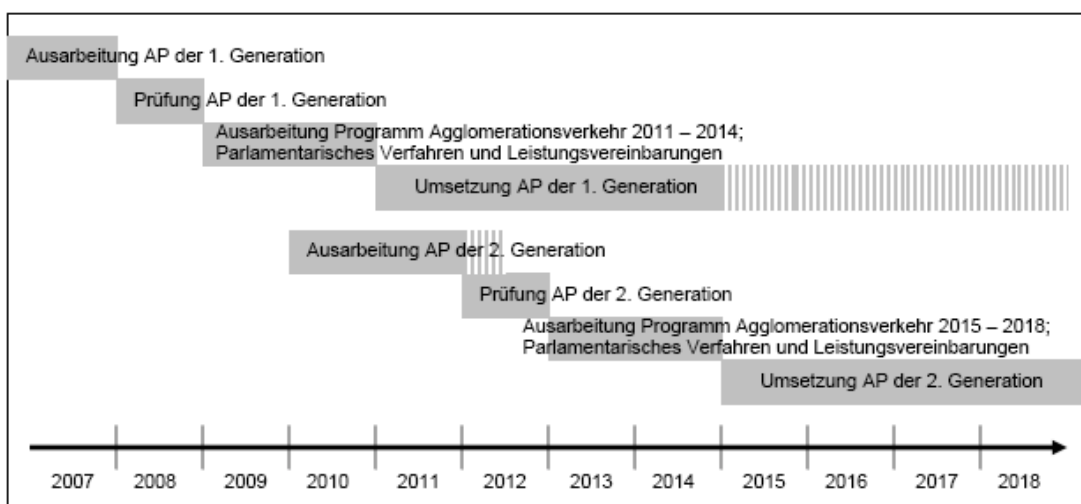 Ausarbeitung AP der 1. Generation
Prüfung AP der 1. Generation
Ausarbeitung Programm Agglomerationsverkehr 2011 – 2014;
Parlamentarisches Verfahren und Leistungsvereinbarungen
Umsetzung AP der 1. Generation
Ausarbeitung AP der 2. Generation
Prüfung AP der 2. Generation
Ausarbeitung Programm Agglomerationsverkehr 2015 – 2018;
Parlamentarisches Verfahren und Leistungsvereinbarungen
Umsetzung AP der 2. Generation
2007 2008 2009 2010 2011 2012 2013 2014 2015 2016 2017 2018